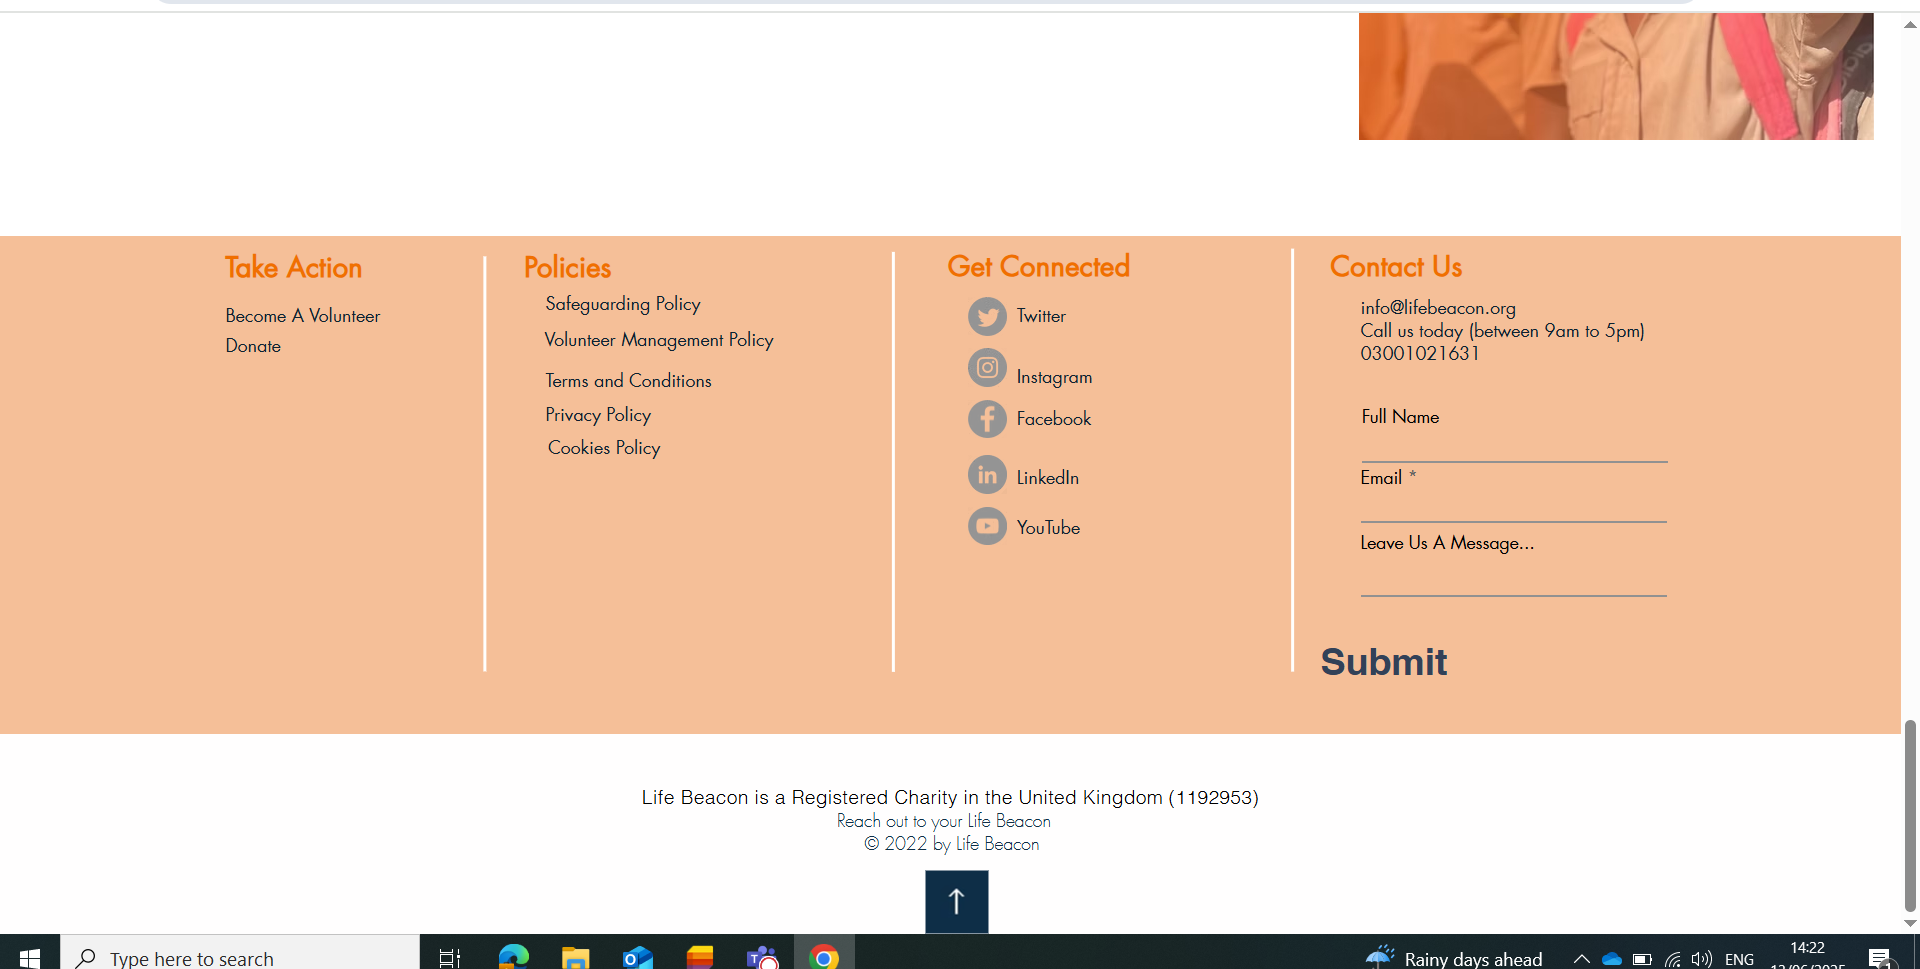 Take Action
Become A Volunteer
Donate
Policies
Safeguarding Policy
Volunteer Management Policy
Terms and Conditions
Privacy Policy
Cookies Policy
Get Connected
Twitter
Instagram
Facebook
LinkedIn
YouTube
Contact Us
info@lifebeacon.org
Call us today (between 9am to 5pm)
03001021631
Full Name
Email *
Leave Us A Message...
Submit
Life Beacon is a Registered Charity in the United Kingdom (1192953)
Reach out to your Life Beacon
© 2022 by Life Beacon
Type here to search
Rainy days ahead
ENG
14:22